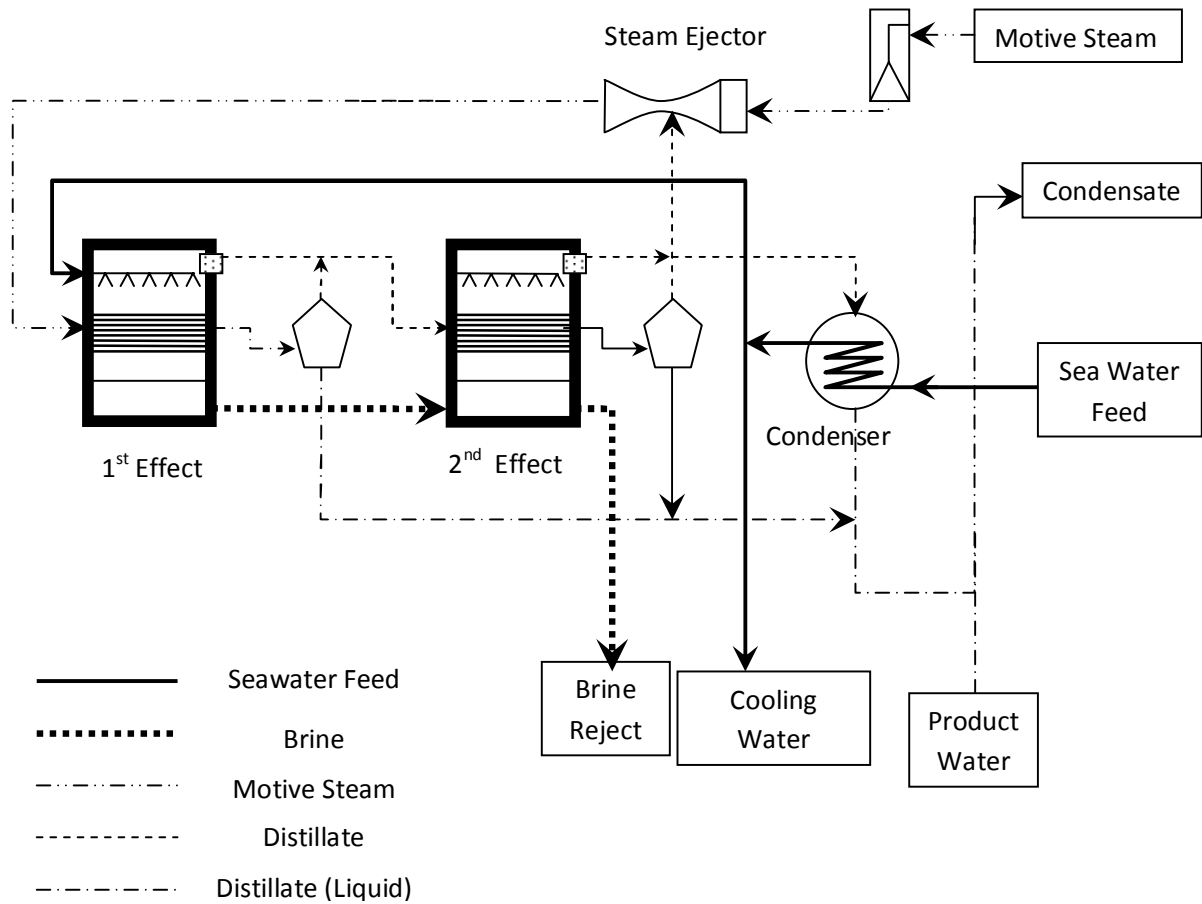 Steam Ejector
Motive Steam
Condensate
Sea Water
Feed
Condenser
1st Effect
2nd Effect
Brine
Reject
Cooling
Water
Product
Water
Seawater Feed
Brine
Motive Steam
Distillate
Distillate (Liquid)